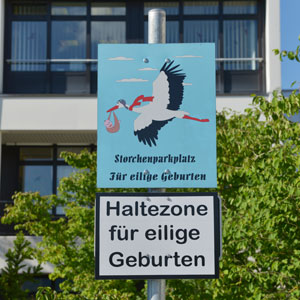 Storchenparkplatz
Für eilige Geburten
Haltezone
für eilige
Geburten